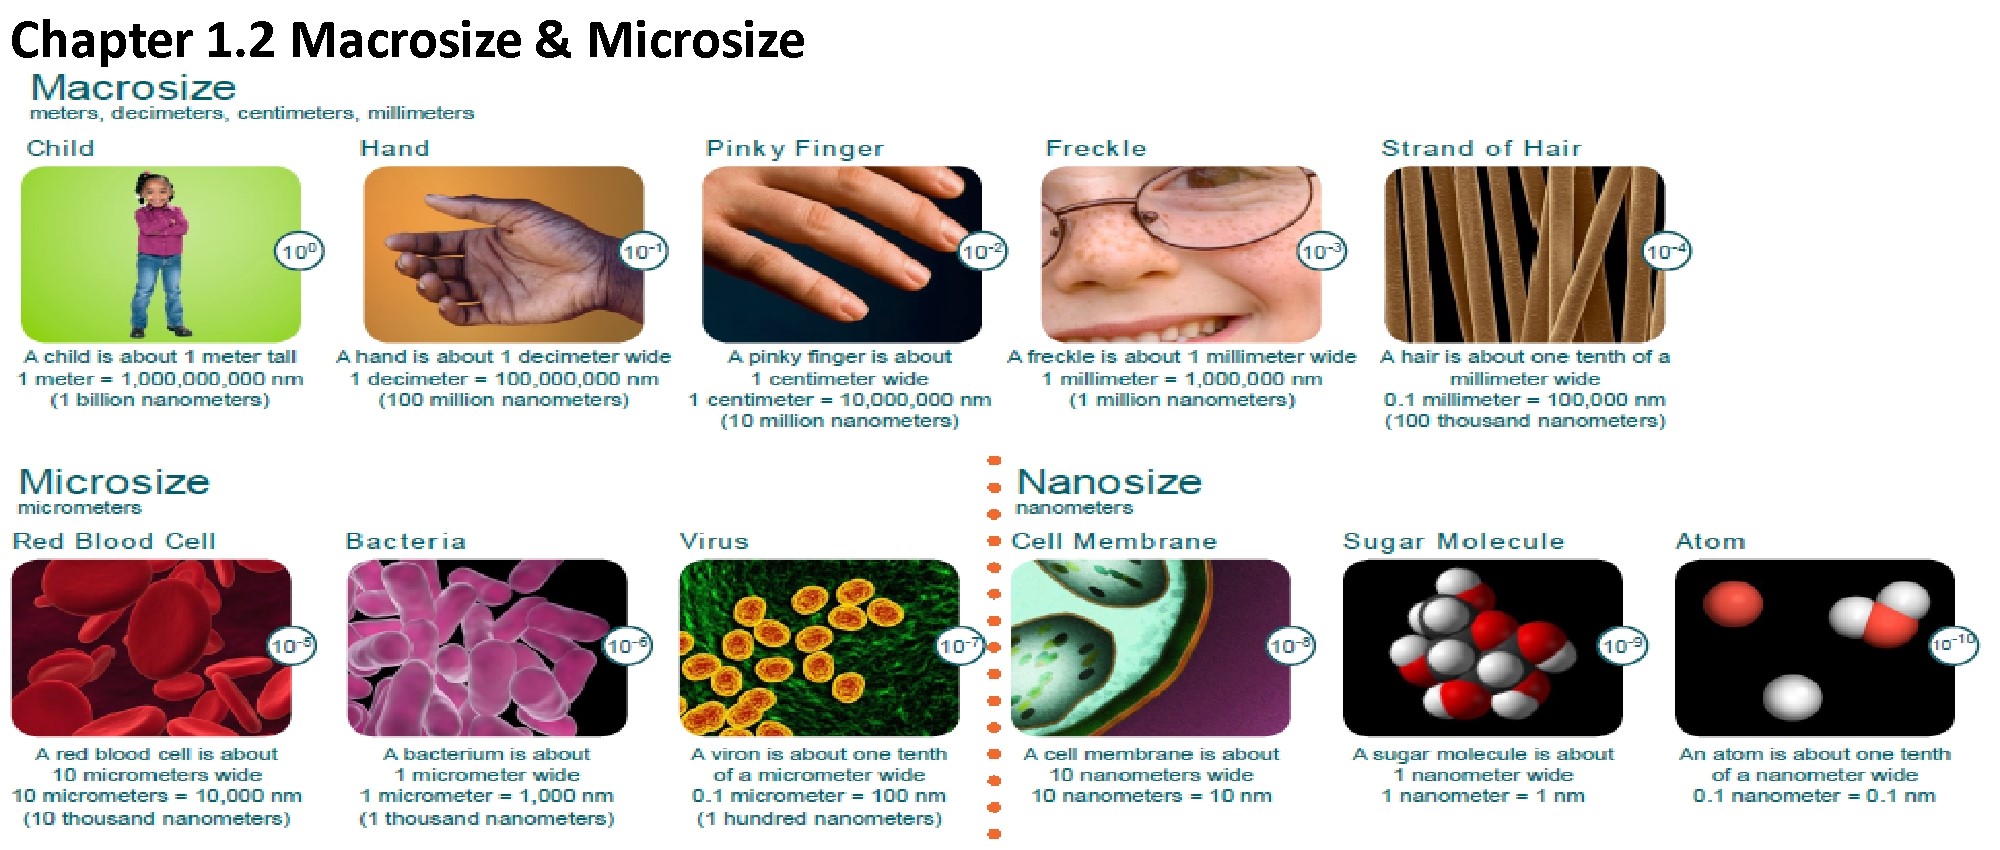 Chapter 1.2 Macrosize & Microsize
Macrosize
meters, decimeters, centimeters, millimeters
Child
10⁰
A child is about 1 meter tall
1 meter = 1,000,000,000 nm
(1 billion nanometers)
Hand
10⁻¹
A hand is about 1 decimeter wide
1 decimeter = 100,000,000 nm
(100 million nanometers)
Pinky Finger
10⁻²
A pinky finger is about
1 centimeter wide
1 centimeter = 10,000,000 nm
(10 million nanometers)
Freckle
10⁻³
A freckle is about 1 millimeter wide
1 millimeter = 1,000,000 nm
(1 million nanometers)
Strand of Hair
10⁻⁴
A hair is about one tenth of a
millimeter wide
0.1 millimeter = 100,000 nm
(100 thousand nanometers)
Microsize
micrometers
Red Blood Cell
10⁻⁵
A red blood cell is about
10 micrometers wide
10 micrometers = 10,000 nm
(10 thousand nanometers)
Bacteria
10⁻⁶
A bacterium is about
1 micrometer wide
1 micrometer = 1,000 nm
(1 thousand nanometers)
Virus
10⁻⁷
A viron is about one tenth
of a micrometer wide
0.1 micrometer = 100 nm
(1 hundred nanometers)
Nanosize
nanometers
Cell Membrane
10⁻⁸
A cell membrane is about
10 nanometers wide
10 nanometers = 10 nm
Sugar Molecule
10⁻⁹
A sugar molecule is about
1 nanometer wide
1 nanometer = 1 nm
Atom
10⁻¹⁰
An atom is about one tenth
of a nanometer wide
0.1 nanometer = 0.1 nm